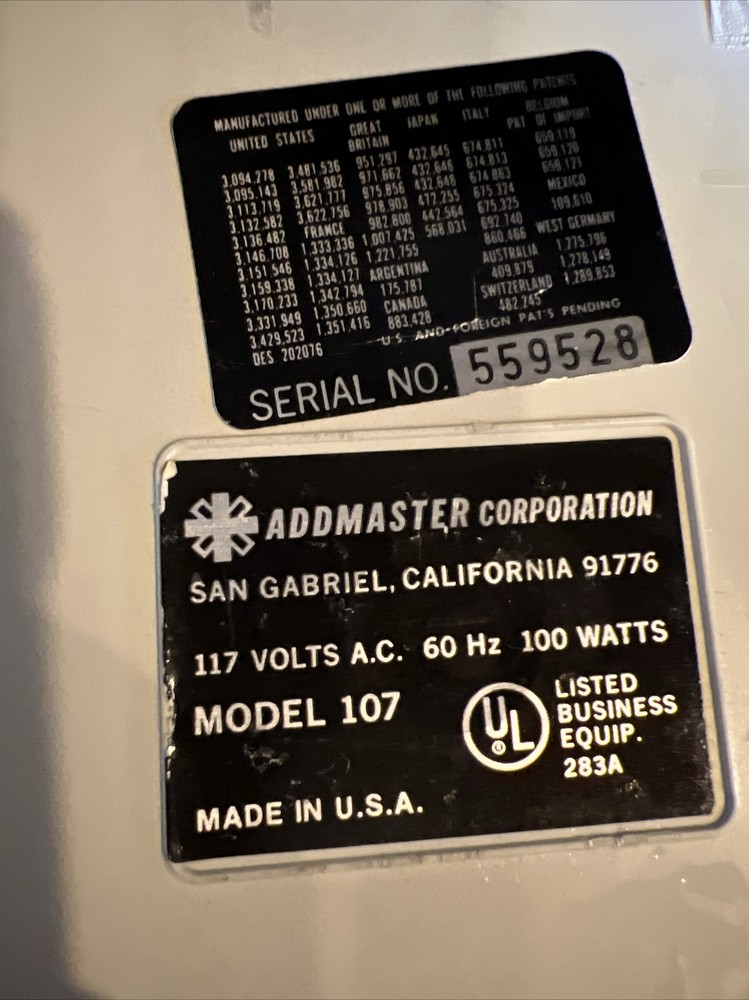 MANUFACTURED UNDER ONE OR MORE OF THE FOLLOWING PATENTS
UNITED STATES GREAT BRITAIN JAPAN ITALY BELGIUM PAT OF IMPORT
3,094,278 3,481,536 951,297 432,645 674,811 659,119
3,095,143 3,581,982 971,662 432,646 674,813 659,120
3,113,719 3,621,777 975,856 432,648 674,863 659,121
3,132,582 3,622,756 978,903 472,255 675,324 MEXICO
3,136,482 FRANCE 982,800 442,564 675,325 109,610
3,146,708 1,333,336 1,007,425 568,031 692,740 WEST GERMANY
3,151,546 1,334,126 1,221,755 860,466 1,275,796
3,159,338 1,334,127 ARGENTINA AUSTRALIA 1,278,149
3,170,233 1,342,794 175,787 409,875 1,289,853
3,331,949 1,350,660 CANADA SWITZERLAND
3,429,523 1,351,416 883,428 482,245
DES 202076 U S AND FOREIGN PAT'S PENDING
SERIAL NO. 559528
ADDMASTER CORPORATION
SAN GABRIEL, CALIFORNIA 91776
117 VOLTS A.C. 60 Hz 100 WATTS
MODEL 107
UL ®
LISTED
BUSINESS
EQUIP.
283A
MADE IN U.S.A.